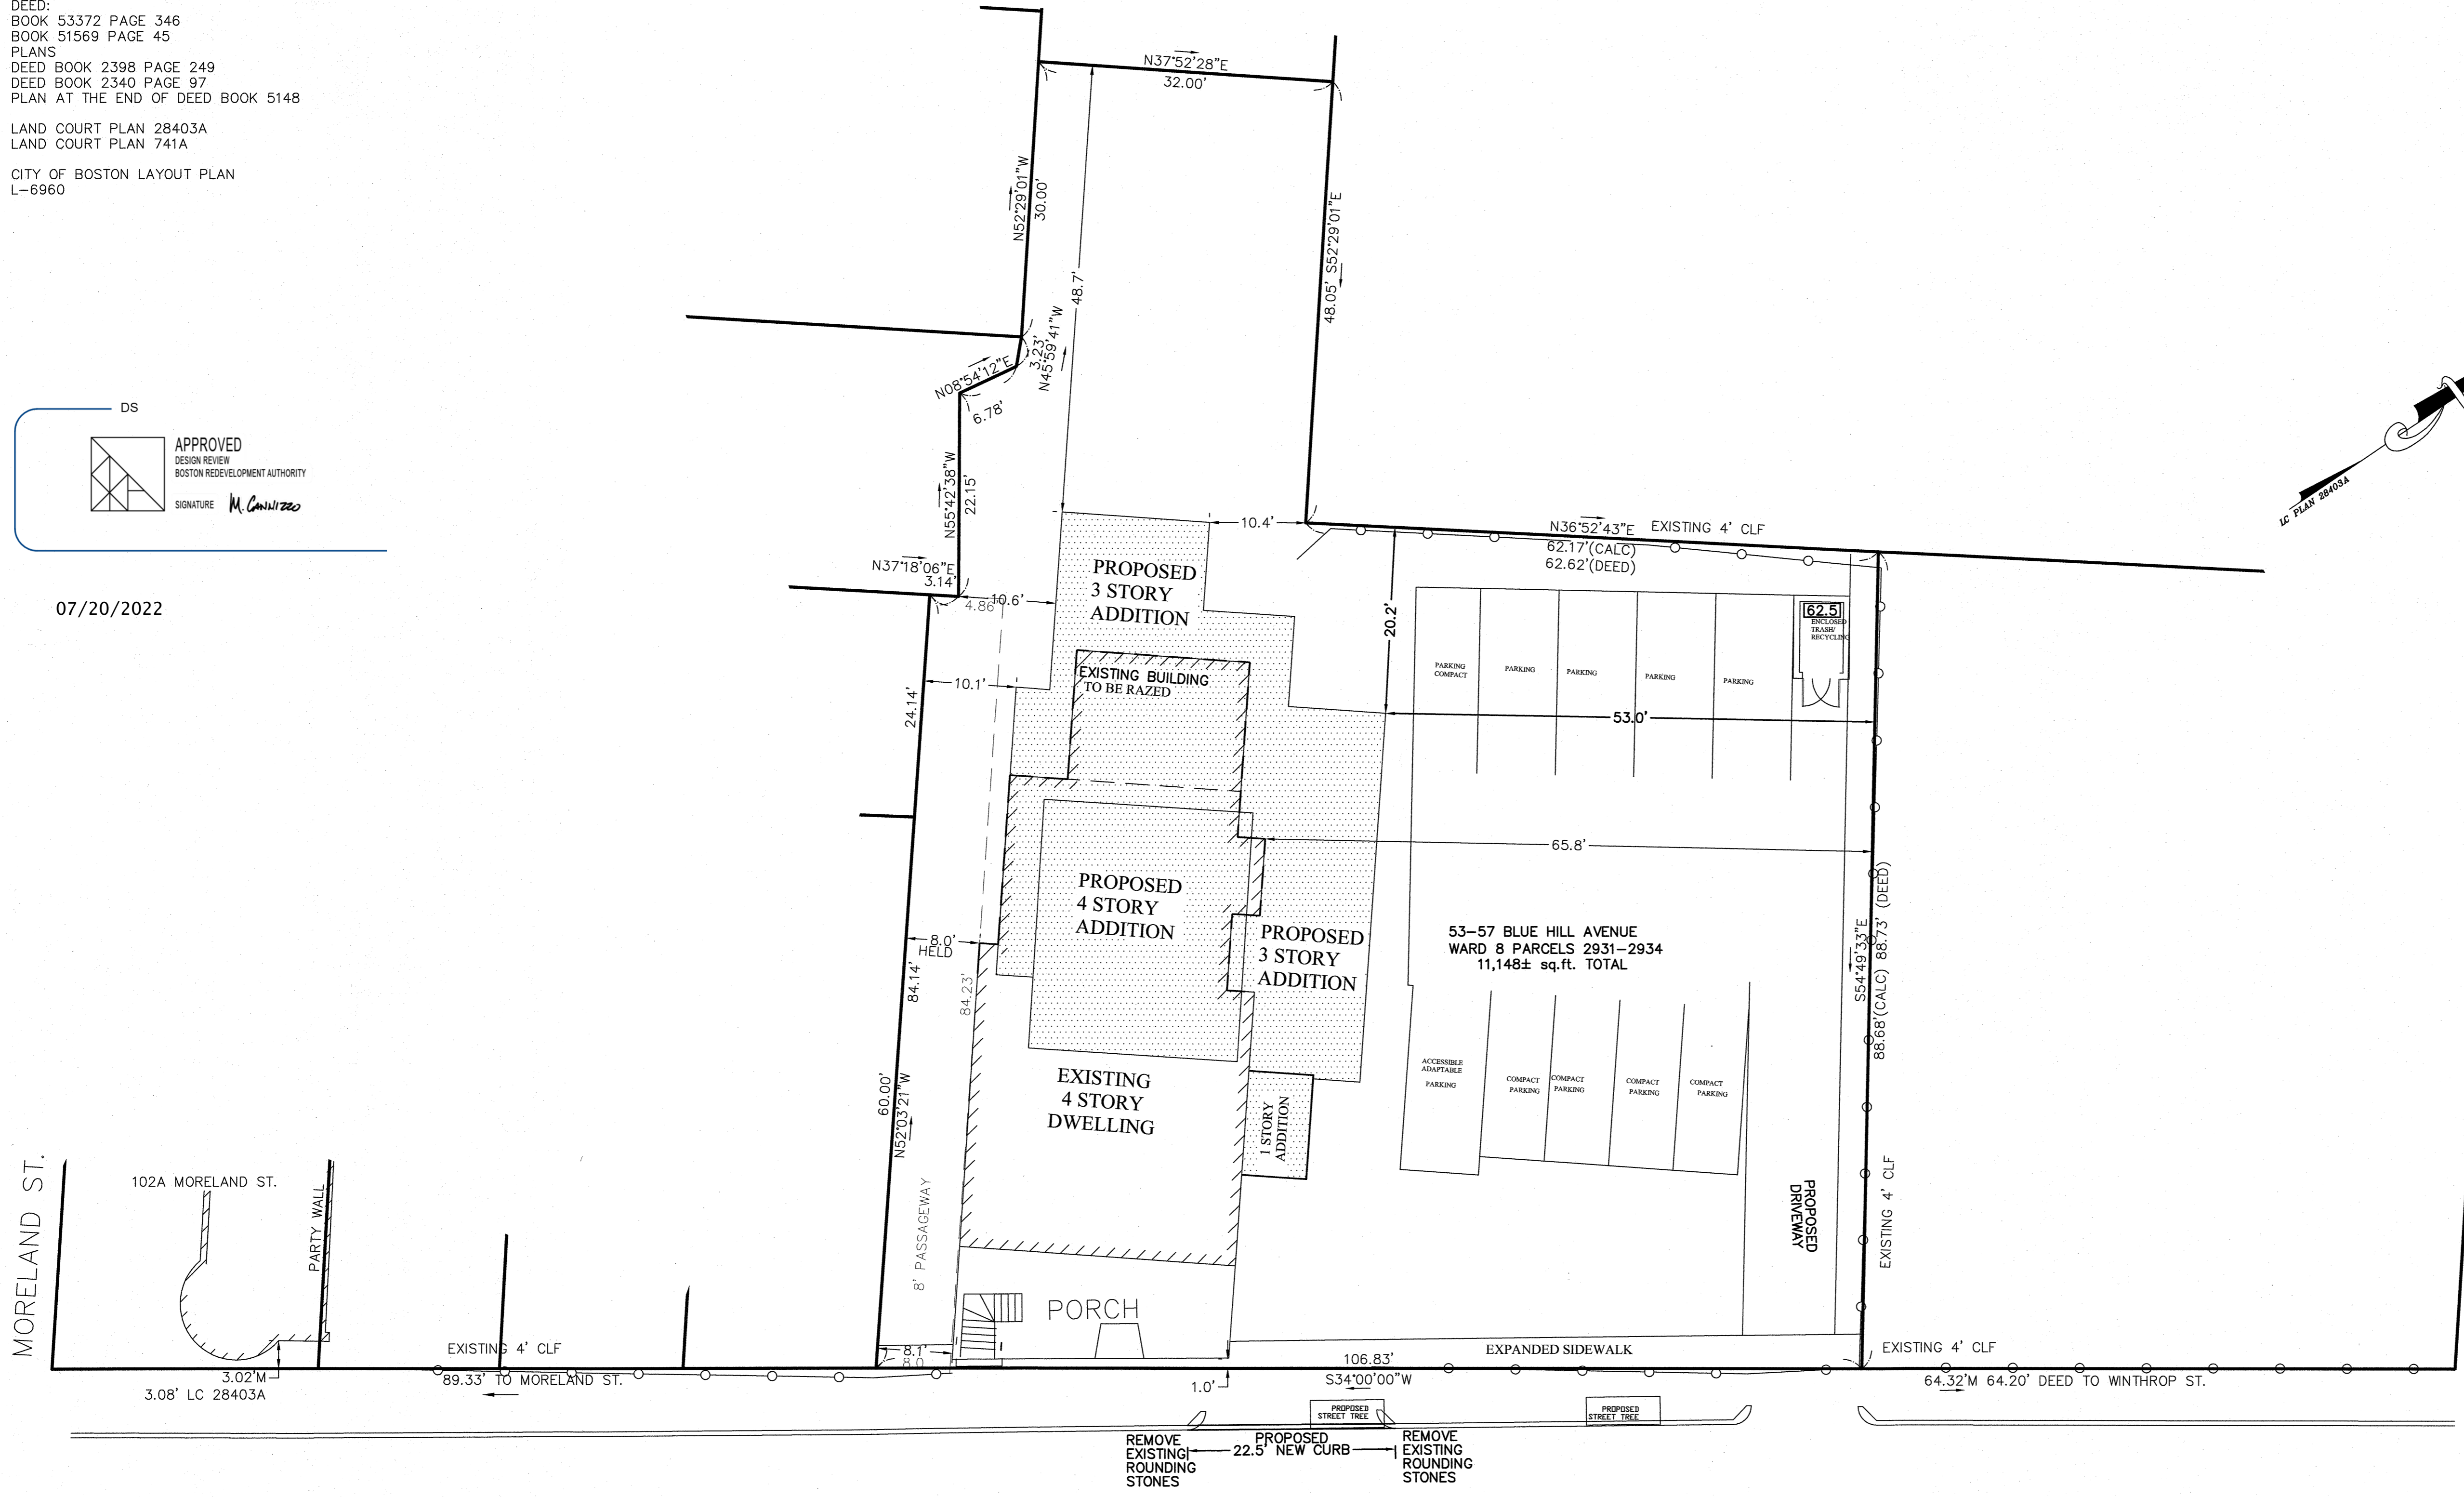 DEED:
BOOK 53372 PAGE 346
BOOK 51569 PAGE 45
PLANS
DEED BOOK 2398 PAGE 249
DEED BOOK 2340 PAGE 97
PLAN AT THE END OF DEED BOOK 5148
LAND COURT PLAN 28403A
LAND COURT PLAN 741A
CITY OF BOSTON LAYOUT PLAN
L-6960
DS
APPROVED
DESIGN REVIEW
BOSTON REDEVELOPMENT AUTHORITY
SIGNATURE M. Cannizzo
07/20/2022
N37°52'28"E
32.00'
N52°29'01"W
30.00'
48.7'
48.05' S52°29'01"E
3.23'
N45°59'41"W
N08°54'12"E
6.78'
N55°42'38"W
22.15'
N37°18'06"E
3.14'
4.86'
10.6'
10.4'
N36°52'43"E EXISTING 4' CLF
62.17'(CALC)
62.62'(DEED)
LC PLAN 28403A
PROPOSED
3 STORY
ADDITION
20.2'
62.5
ENCLOSED
TRASH/
RECYCLING
PARKING
COMPACT
PARKING
PARKING
PARKING
PARKING
EXISTING BUILDING
TO BE RAZED
10.1'
24.14'
53.0'
65.8'
PROPOSED
4 STORY
ADDITION
8.0'
HELD
84.14'
84.23'
PROPOSED
3 STORY
ADDITION
53-57 BLUE HILL AVENUE
WARD 8 PARCELS 2931-2934
11,148± sq.ft. TOTAL
S54°49'33"E
88.68'(CALC) 88.73' (DEED)
EXISTING
4 STORY
DWELLING
60.00'
N52°03'21"W
1 STORY
ADDITION
ACCESSIBLE
ADAPTABLE
PARKING
COMPACT
PARKING
COMPACT
PARKING
COMPACT
PARKING
COMPACT
PARKING
PROPOSED
DRIVEWAY
EXISTING 4' CLF
MORELAND ST.
102A MORELAND ST.
PARTY WALL
8' PASSAGEWAY
PORCH
EXISTING 4' CLF
8.1'
8.0
EXPANDED SIDEWALK
EXISTING 4' CLF
106.83'
S34°00'00"W
3.02'M
3.08' LC 28403A
89.33' TO MORELAND ST.
1.0'
64.32'M 64.20' DEED TO WINTHROP ST.
PROPOSED
STREET TREE
PROPOSED
STREET TREE
REMOVE
EXISTING
ROUNDING
STONES
PROPOSED
22.5' NEW CURB
REMOVE
EXISTING
ROUNDING
STONES